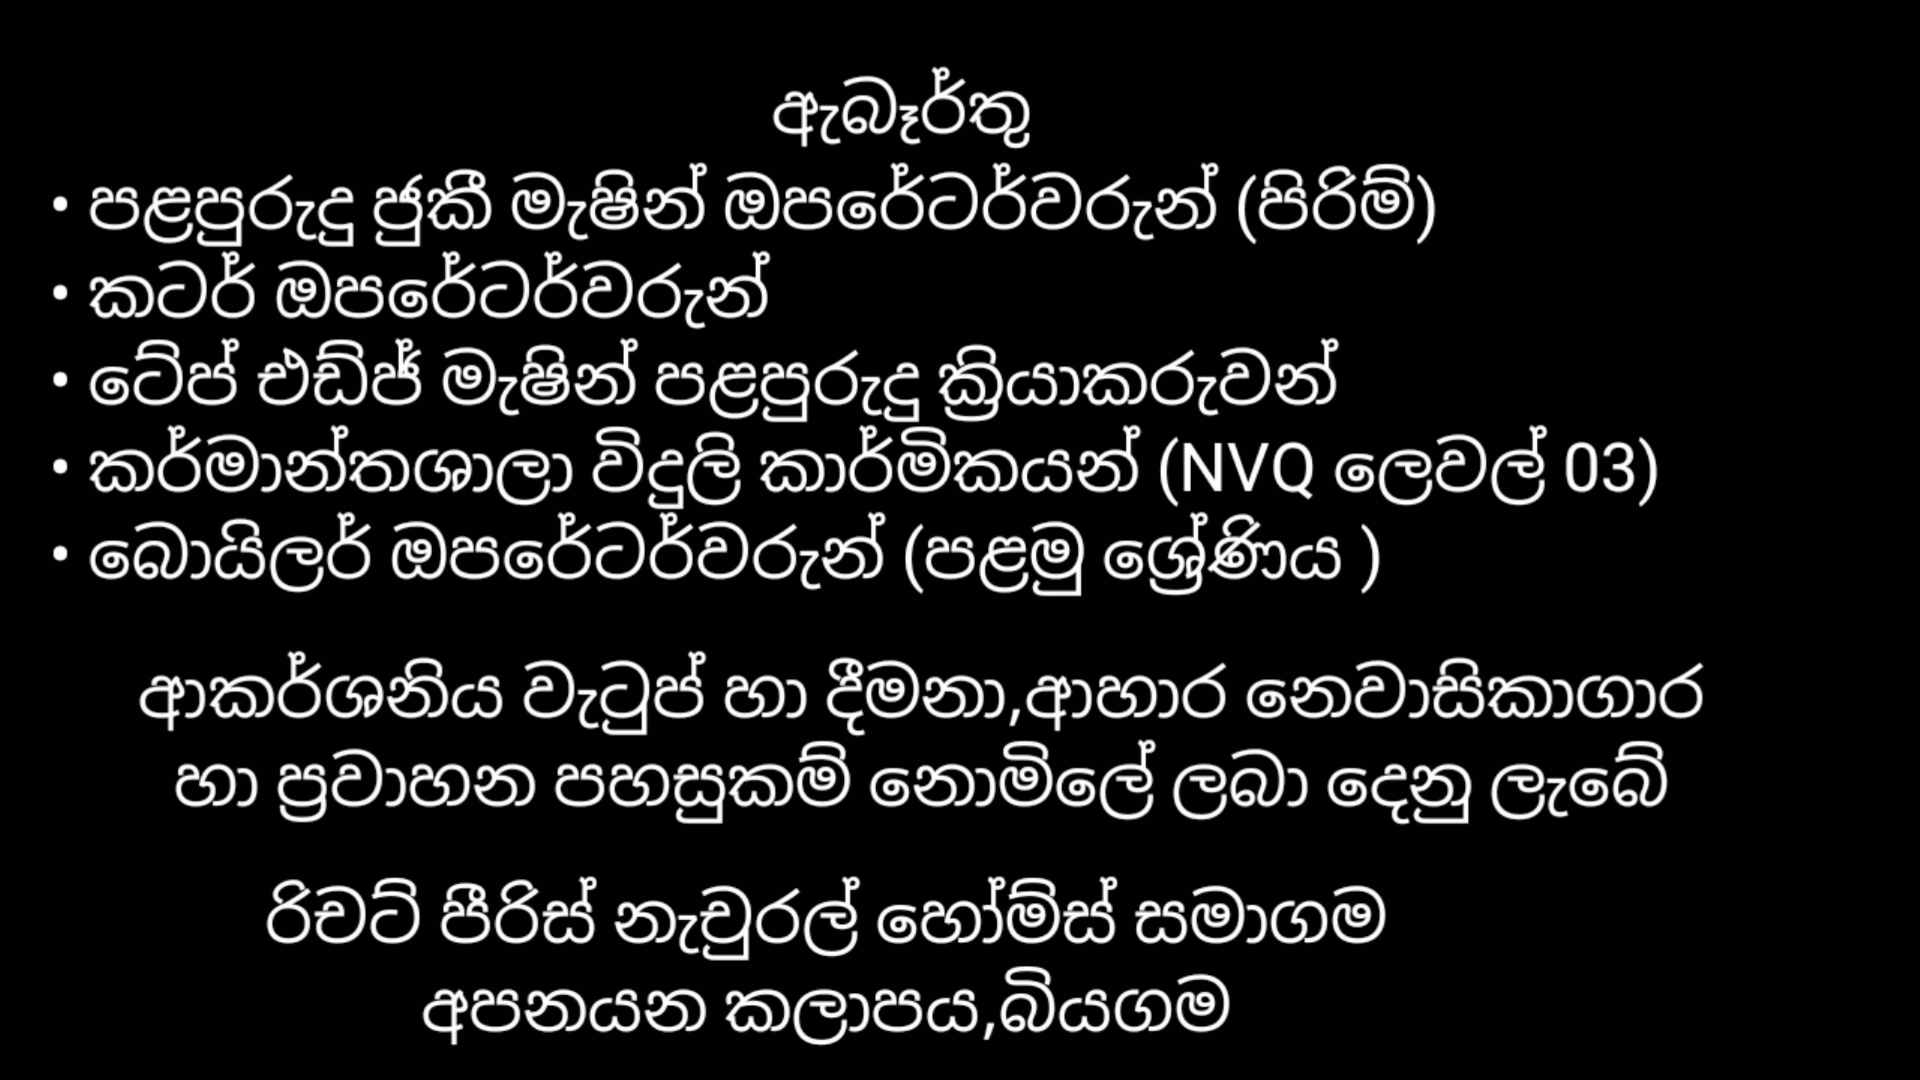 ඇබෑර්තු
• පළපුරුදු ජුකී මැෂින් ඔපරේටර්වරුන් (පිරිමි)
• කටර් ඔපරේටර්වරුන්
• ටේප් එඩ්ජ් මැෂින් පළපුරුදු ක්‍රියාකරුවන්
• කර්මාන්තශාලා විදුලි කාර්මිකයන් (NVQ ලෙවල් 03)
• බොයිලර් ඔපරේටර්වරුන් (පළමු ශ්‍රේණිය )
ආකර්ශනිය වැටුප් හා දීමනා,ආහාර නෙවාසිකාගාර
හා ප්‍රවාහන පහසුකම් නොමිලේ ලබා දෙනු ලැබේ
රිචට් පීරිස් නැචුරල් හෝම්ස් සමාගම
අපනයන කලාපය,බියගම